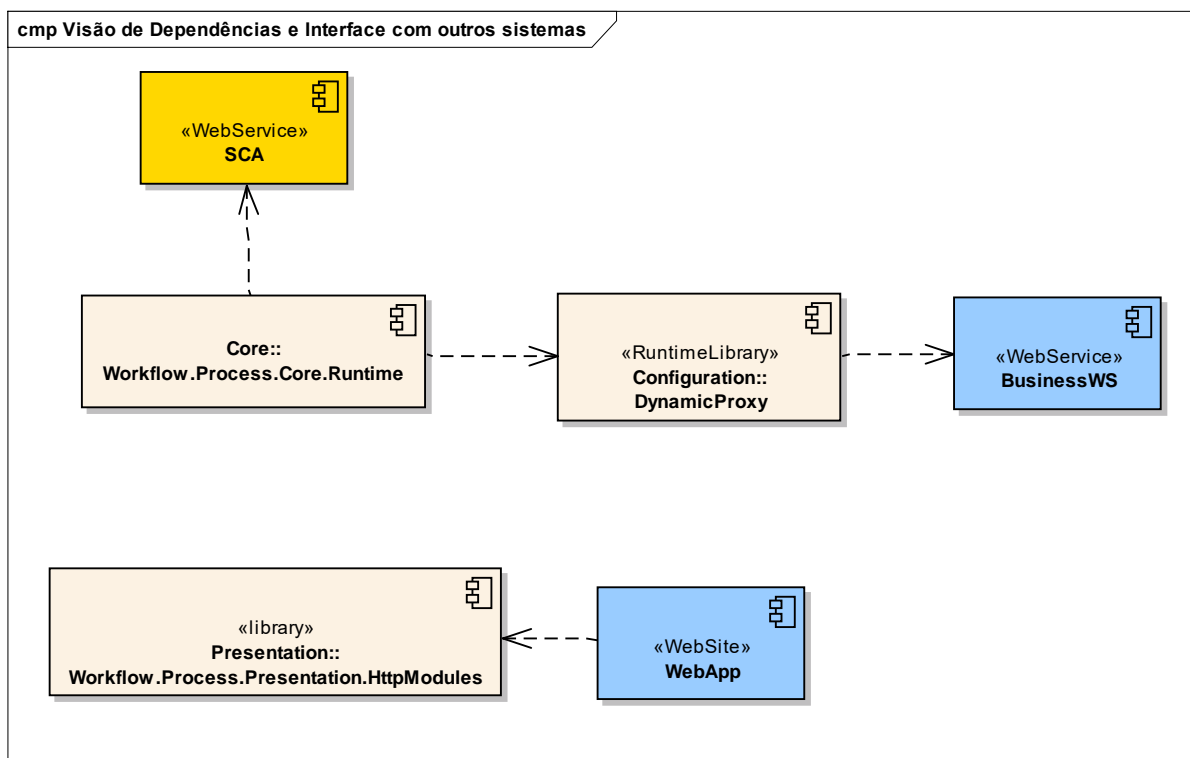 cmp Visão de Dependências e Interface com outros sistemas
«WebService»
SCA
Core::
Workflow.Process.Core.Runtime
«RuntimeLibrary»
Configuration::
DynamicProxy
«WebService»
BusinessWS
«library»
Presentation::
Workflow.Process.Presentation.HttpModules
«WebSite»
WebApp